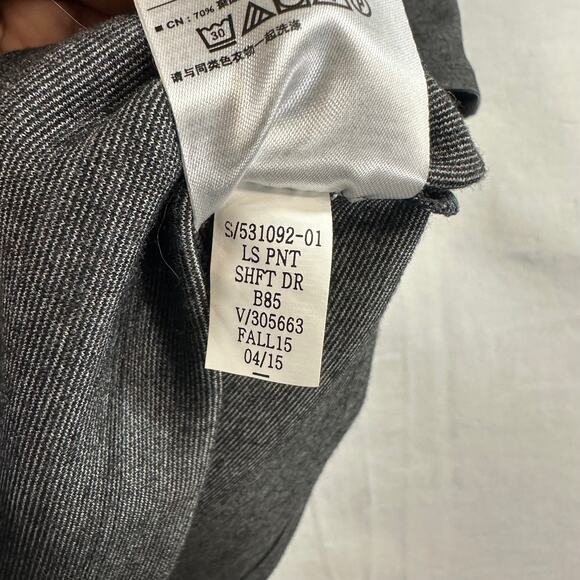 ■ CN : 70%
30
请与同类色衣物一起洗涤
S/531092-01
LS PNT
SHFT DR
B85
V/305663
FALL15
04/15